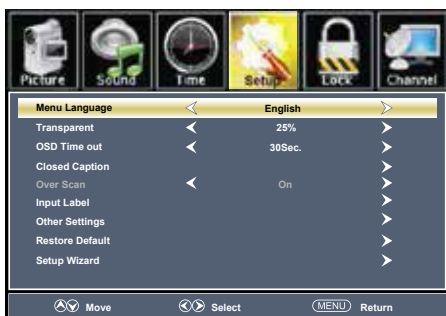 Picture Sound Time Setup Lock Channel
Menu Language English
Transparent 25%
OSD Time out 30Sec.
Closed Caption
Over Scan On
Input Label
Other Settings
Restore Default
Setup Wizard
Move Select MENU Return